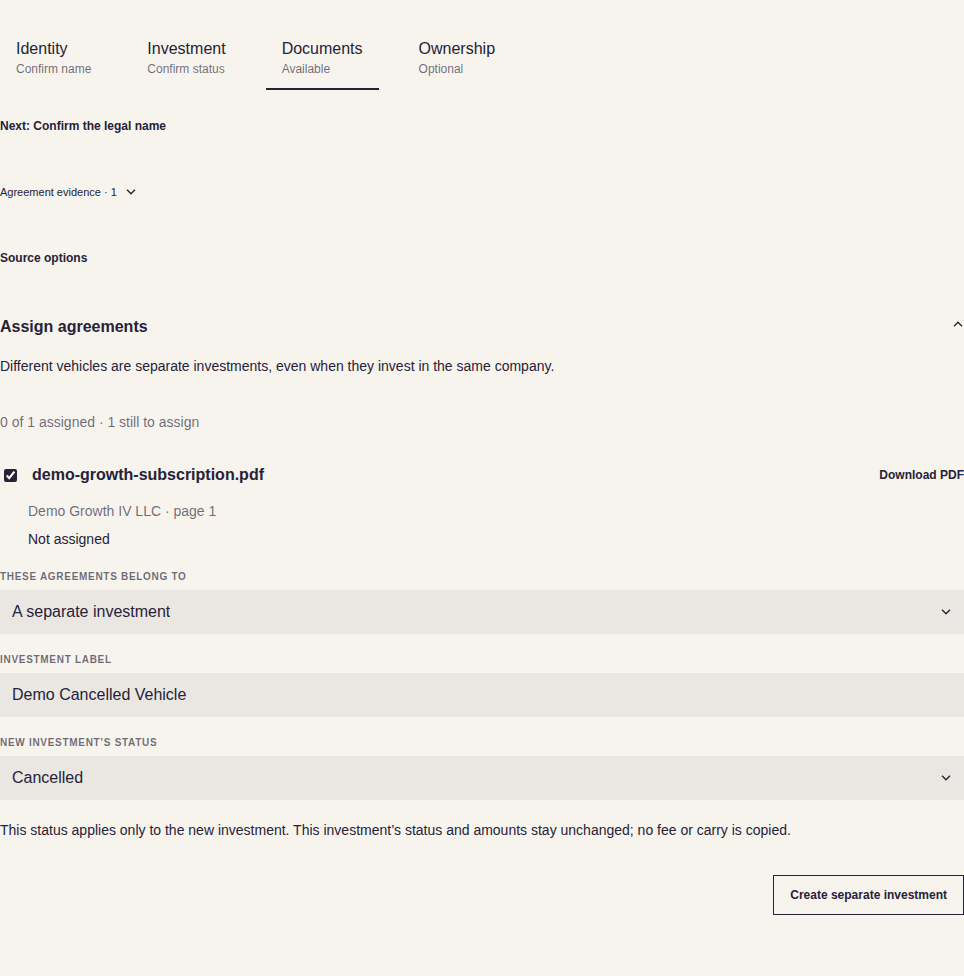 Identity
Confirm name
Investment
Confirm status
Documents
Available
Ownership
Optional
Next: Confirm the legal name
Agreement evidence · 1
Source options
Assign agreements
Different vehicles are separate investments, even when they invest in the same company.
0 of 1 assigned · 1 still to assign
demo-growth-subscription.pdf
Download PDF
Demo Growth IV LLC · page 1
Not assigned
THESE AGREEMENTS BELONG TO
A separate investment
INVESTMENT LABEL
Demo Cancelled Vehicle
NEW INVESTMENT’S STATUS
Cancelled
This status applies only to the new investment. This investment’s status and amounts stay unchanged; no fee or carry is copied.
Create separate investment